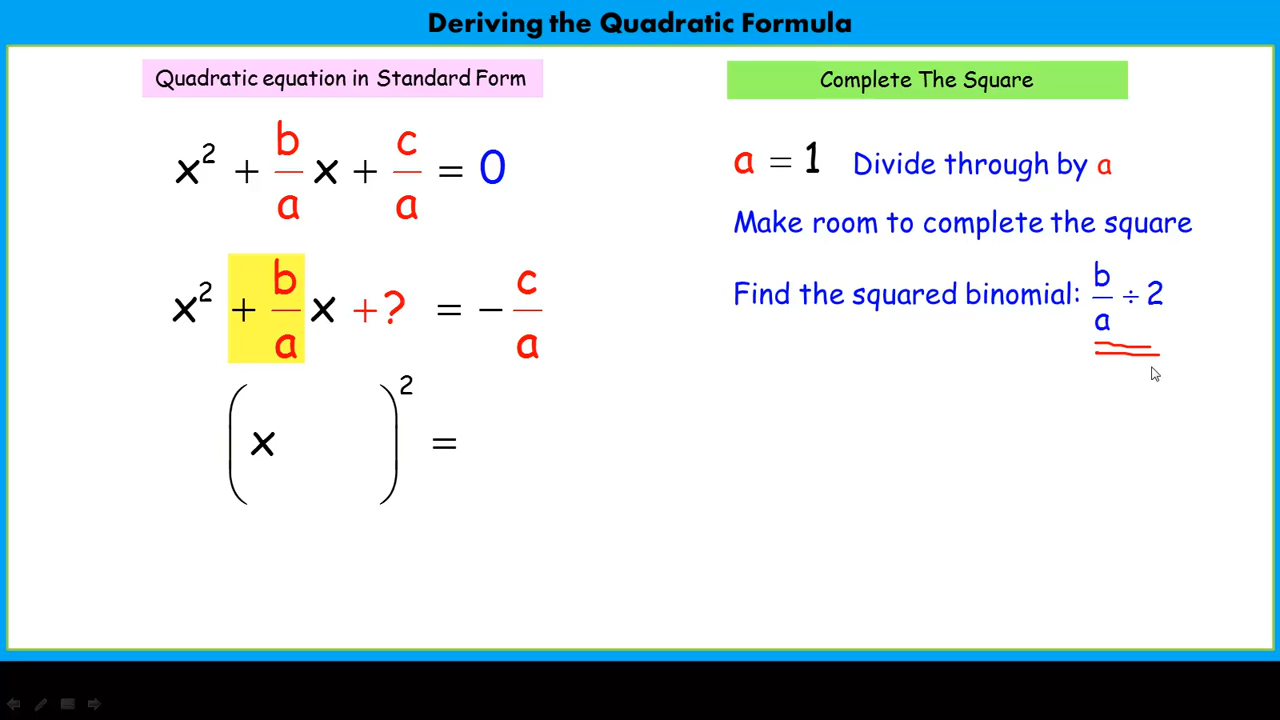 Deriving the Quadratic Formula
Quadratic equation in Standard Form
x² + b/a x + c/a = 0
x² + b/a x + ? = - c/a
(x )² =
Complete The Square
a = 1 Divide through by a
Make room to complete the square
Find the squared binomial: b/a ÷ 2